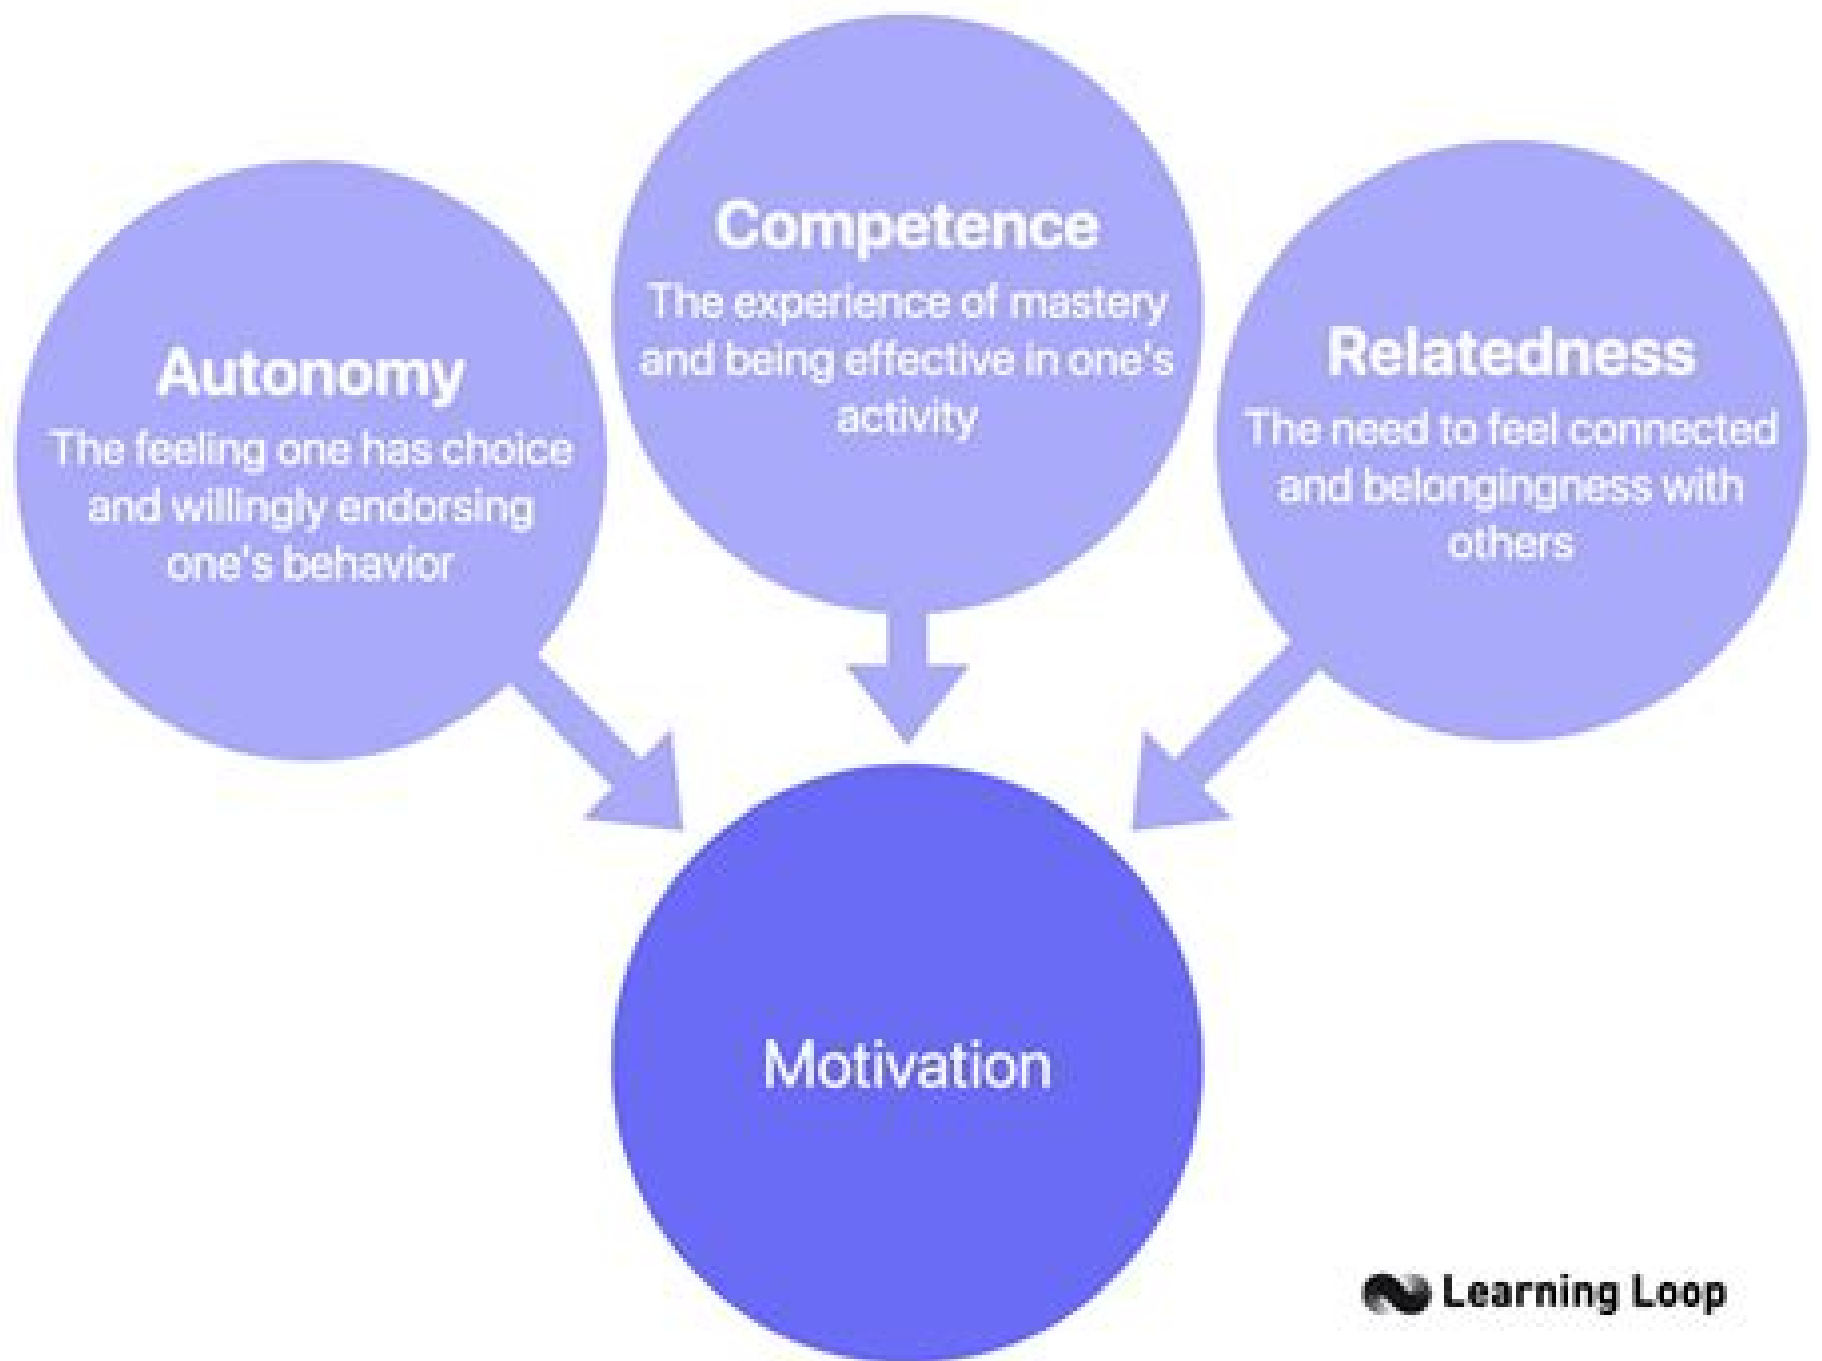 Competence
The experience of mastery
and being effective in one's
activity
Autonomy
The feeling one has choice
and willingly endorsing
one's behavior
Relatedness
The need to feel connected
and belongingness with
others
Motivation
Learning Loop